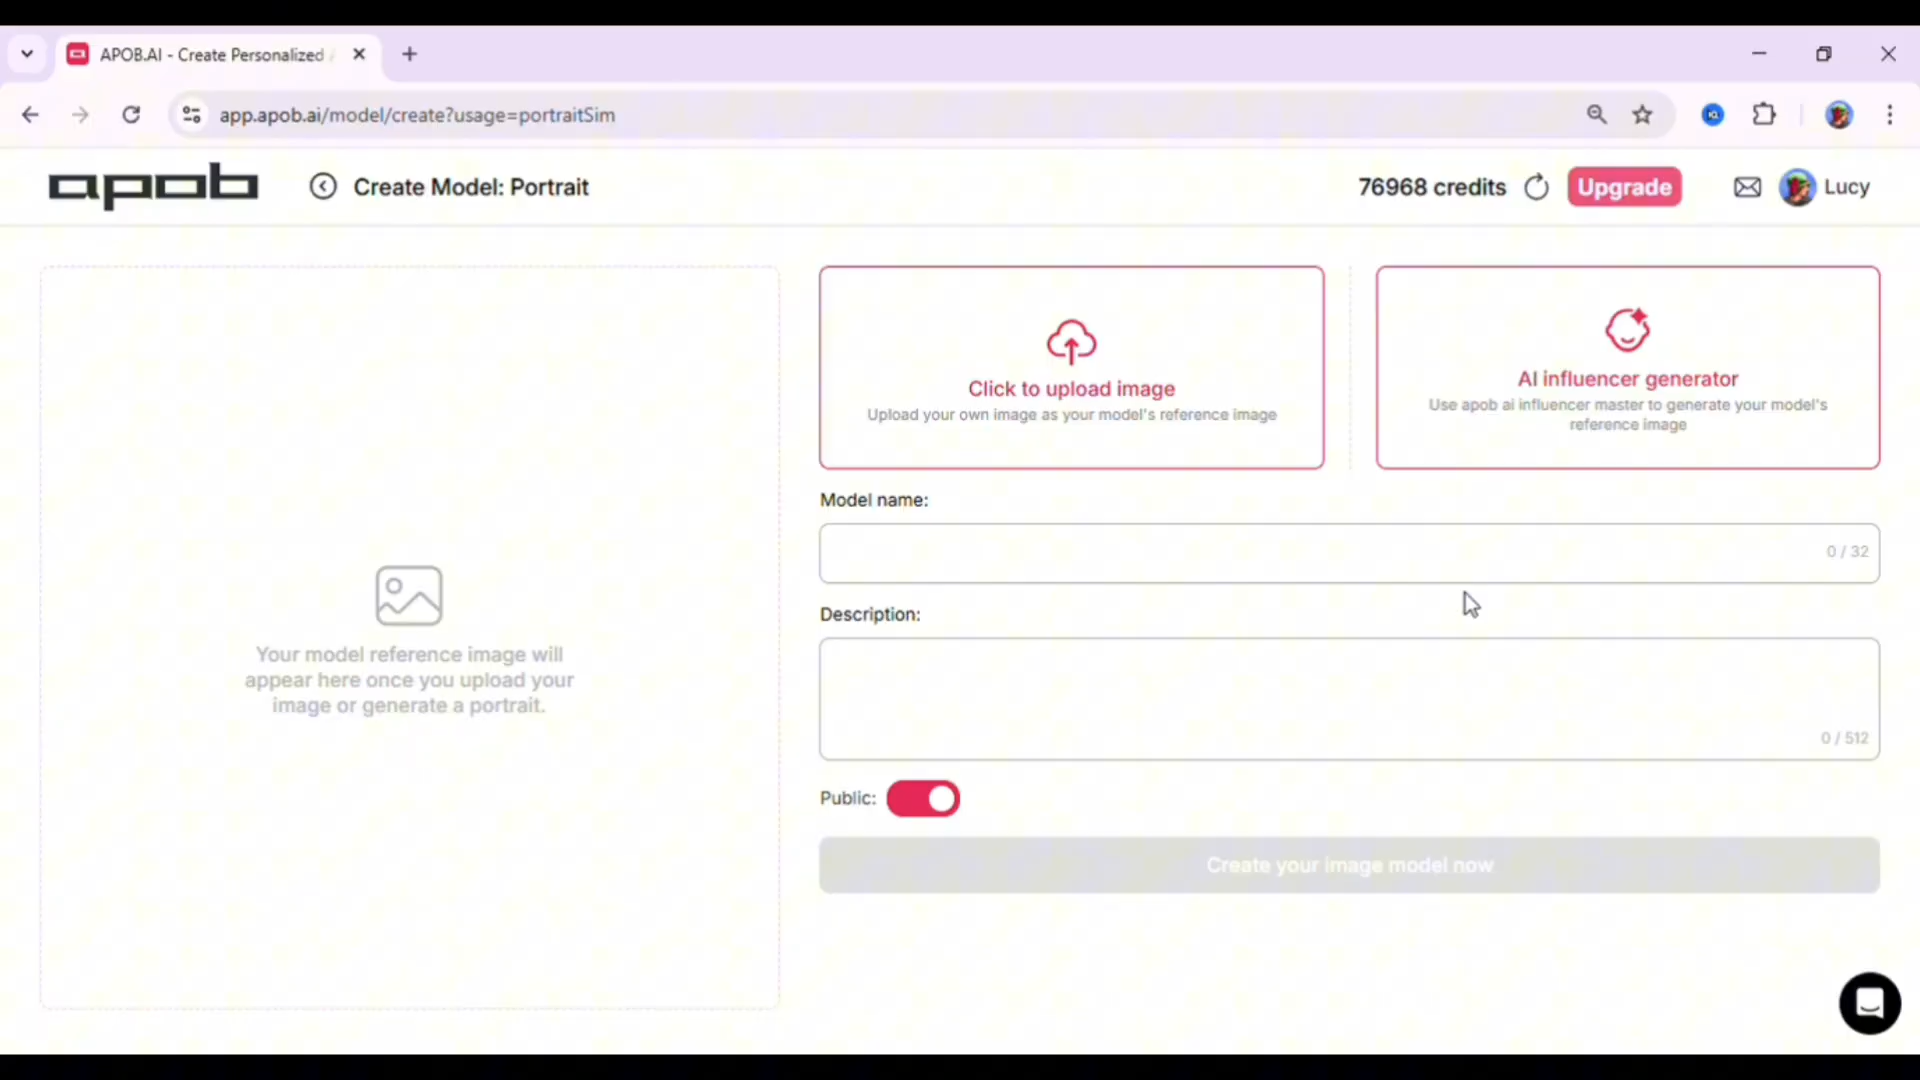 APOB.AI - Create Personalized
app.apob.ai/model/create?usage=portraitSim
apob
Create Model: Portrait
76968 credits
Upgrade
Lucy
Click to upload image
Upload your own image as your model's reference image
AI influencer generator
Use apob ai influencer master to generate your model's
reference image
Model name:
0 / 32
Your model reference image will
appear here once you upload your
image or generate a portrait.
Description:
0 / 512
Public:
Create your image model now